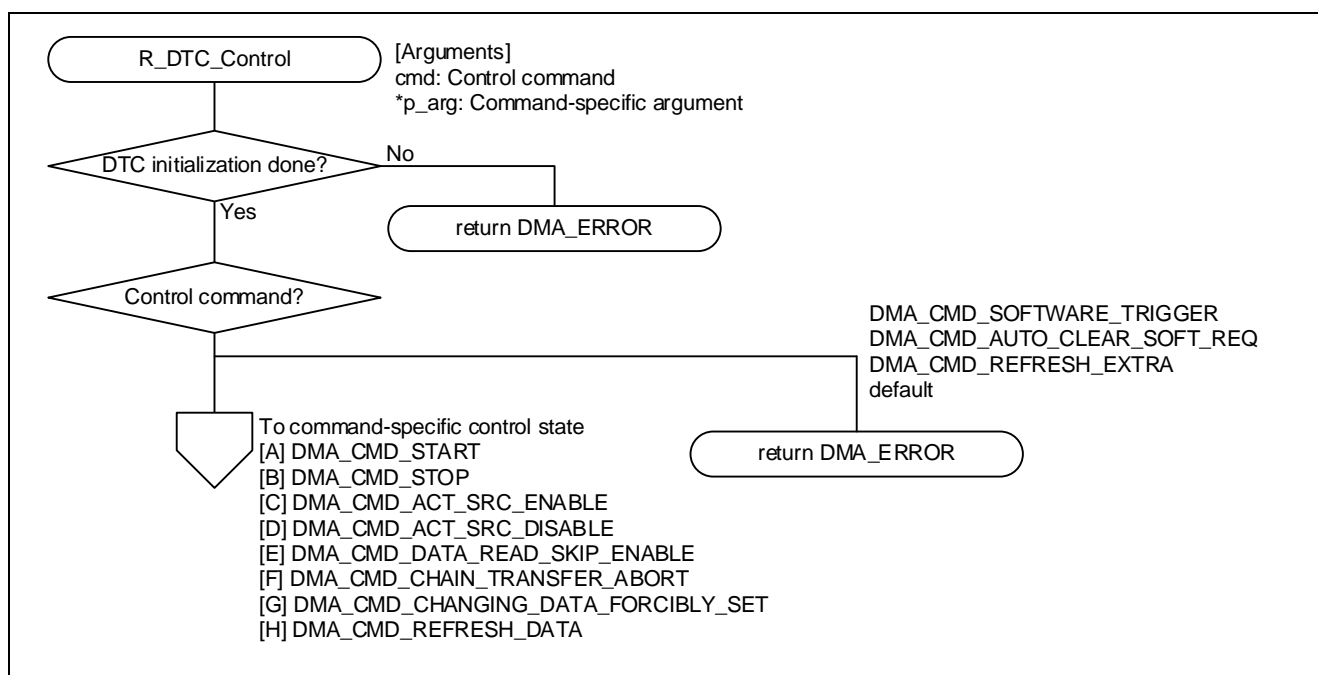 R_DTC_Control
[Arguments]
cmd: Control command
*p_arg: Command-specific argument
DTC initialization done?
No
Yes
return DMA_ERROR
Control command?
DMA_CMD_SOFTWARE_TRIGGER
DMA_CMD_AUTO_CLEAR_SOFT_REQ
DMA_CMD_REFRESH_EXTRA
default
To command-specific control state
[A] DMA_CMD_START
[B] DMA_CMD_STOP
[C] DMA_CMD_ACT_SRC_ENABLE
[D] DMA_CMD_ACT_SRC_DISABLE
[E] DMA_CMD_DATA_READ_SKIP_ENABLE
[F] DMA_CMD_CHAIN_TRANSFER_ABORT
[G] DMA_CMD_CHANGING_DATA_FORCIBLY_SET
[H] DMA_CMD_REFRESH_DATA
return DMA_ERROR